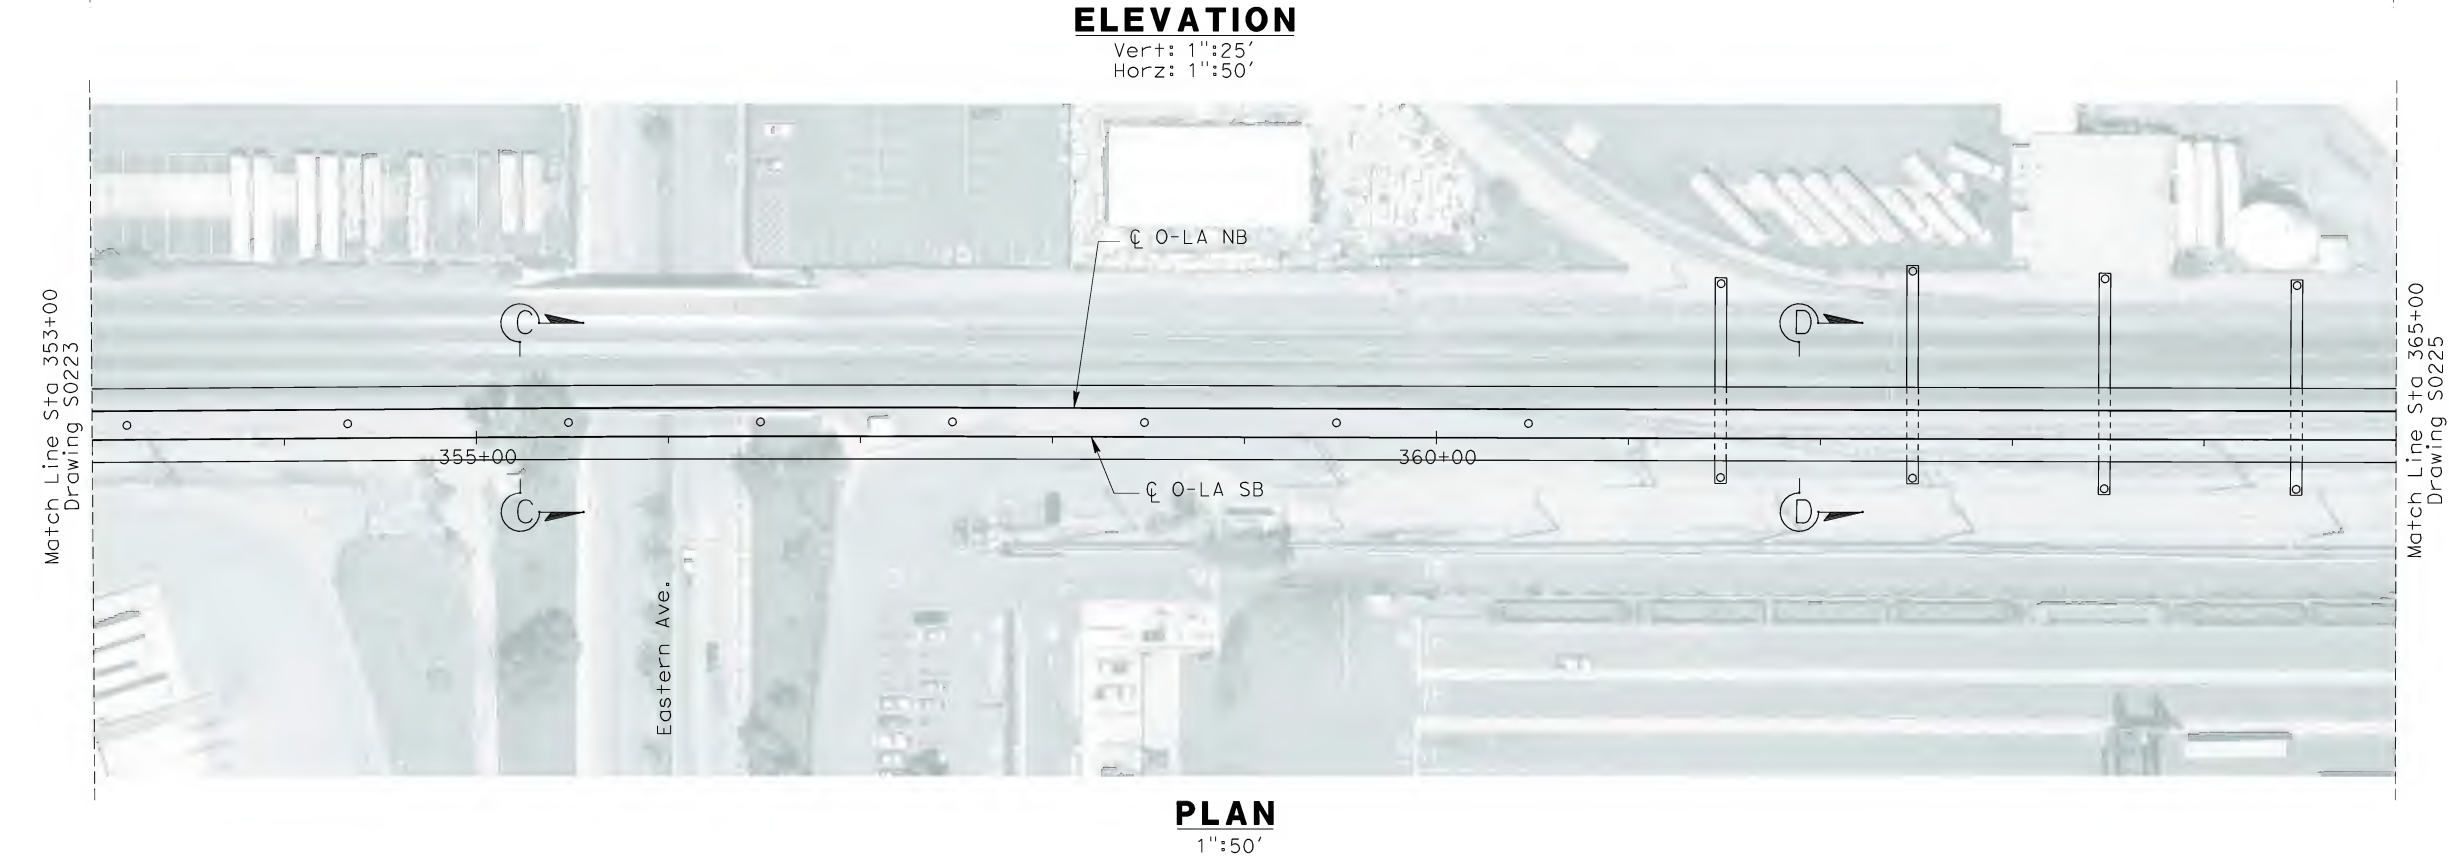 ELEVATION
Vert: 1":25'
Horz: 1":50'
℄ O-LA NB
C
D
Match Line Sta 353+00
Drawing S0223
Match Line Sta 365+00
Drawing S0225
355+00
360+00
℄ O-LA SB
C
D
Eastern Ave.
PLAN
1":50'